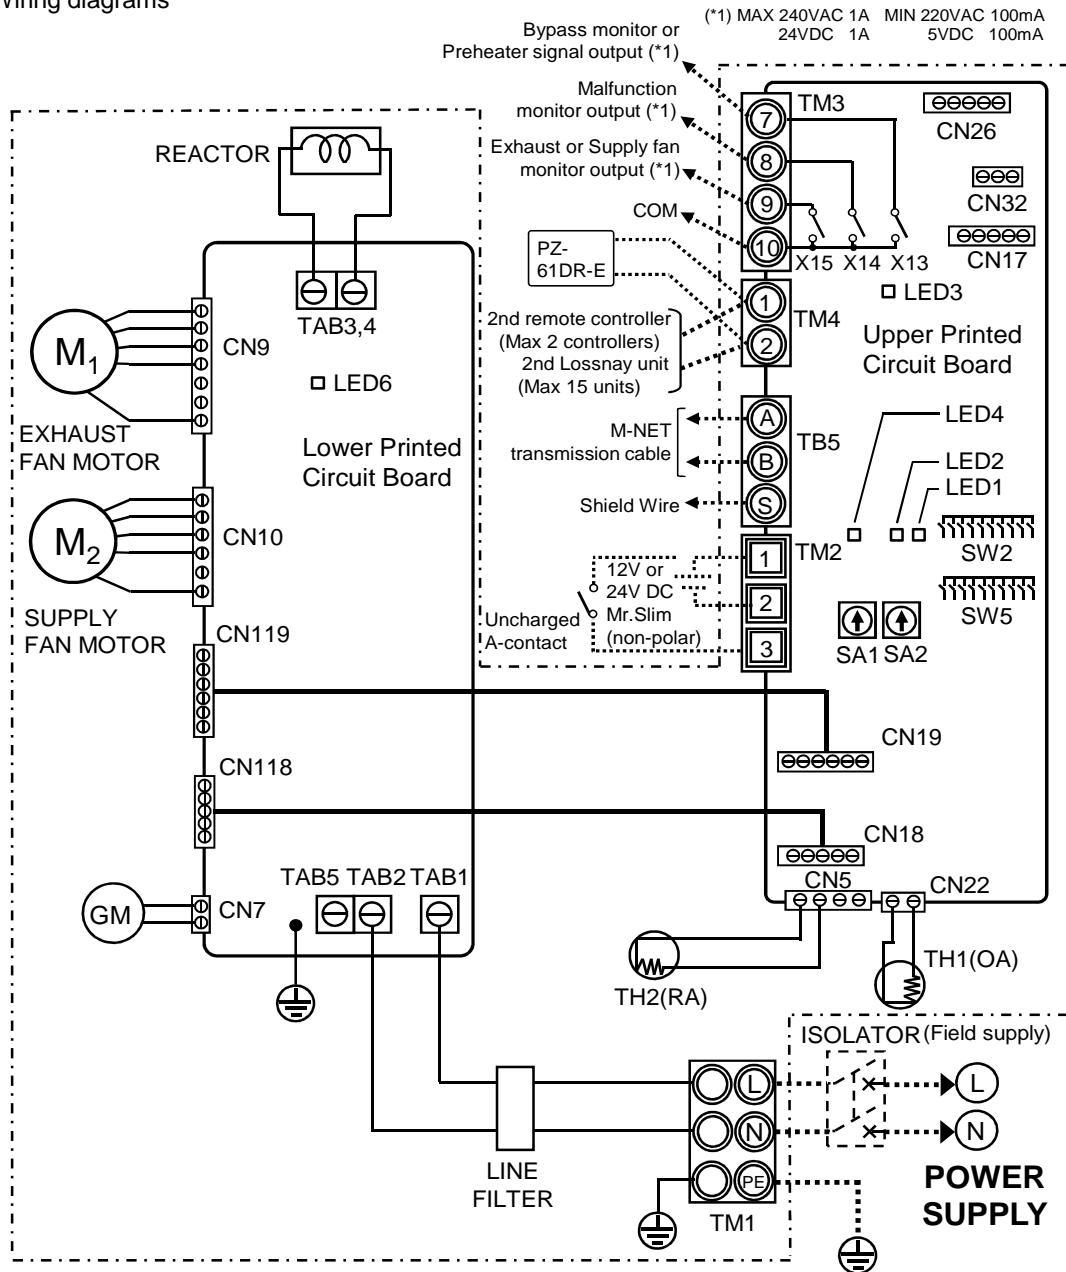 Wiring diagrams
(*1) MAX 240VAC 1A MIN 220VAC 100mA
24VDC 1A 5VDC 100mA
Bypass monitor or
Preheater signal output (*1)
Malfunction
monitor output (*1)
Exhaust or Supply fan
monitor output (*1)
COM
PZ-
61DR-E
2nd remote controller
(Max 2 controllers)
2nd Lossnay unit
(Max 15 units)
M-NET
transmission cable
Shield Wire
12V or
24V DC
Mr.Slim
(non-polar)
Uncharged
A-contact
7
8
9
10
TM3
X15 X14 X13
1
2
TM4
A
B
S
TB5
1
2
3
TM2
CN26
CN32
CN17
LED3
Upper Printed
Circuit Board
LED4
LED2
LED1
SW2
SW5
SA1 SA2
CN19
CN18
CN5
CN22
TH1(OA)
TH2(RA)
REACTOR
TAB3,4
CN9
LED6
M1
EXHAUST
FAN MOTOR
Lower Printed
Circuit Board
M2
CN10
SUPPLY
FAN MOTOR
CN119
CN118
TAB5 TAB2 TAB1
GM
CN7
LINE
FILTER
L
N
PE
TM1
ISOLATOR (Field supply)
L
N
POWER
SUPPLY